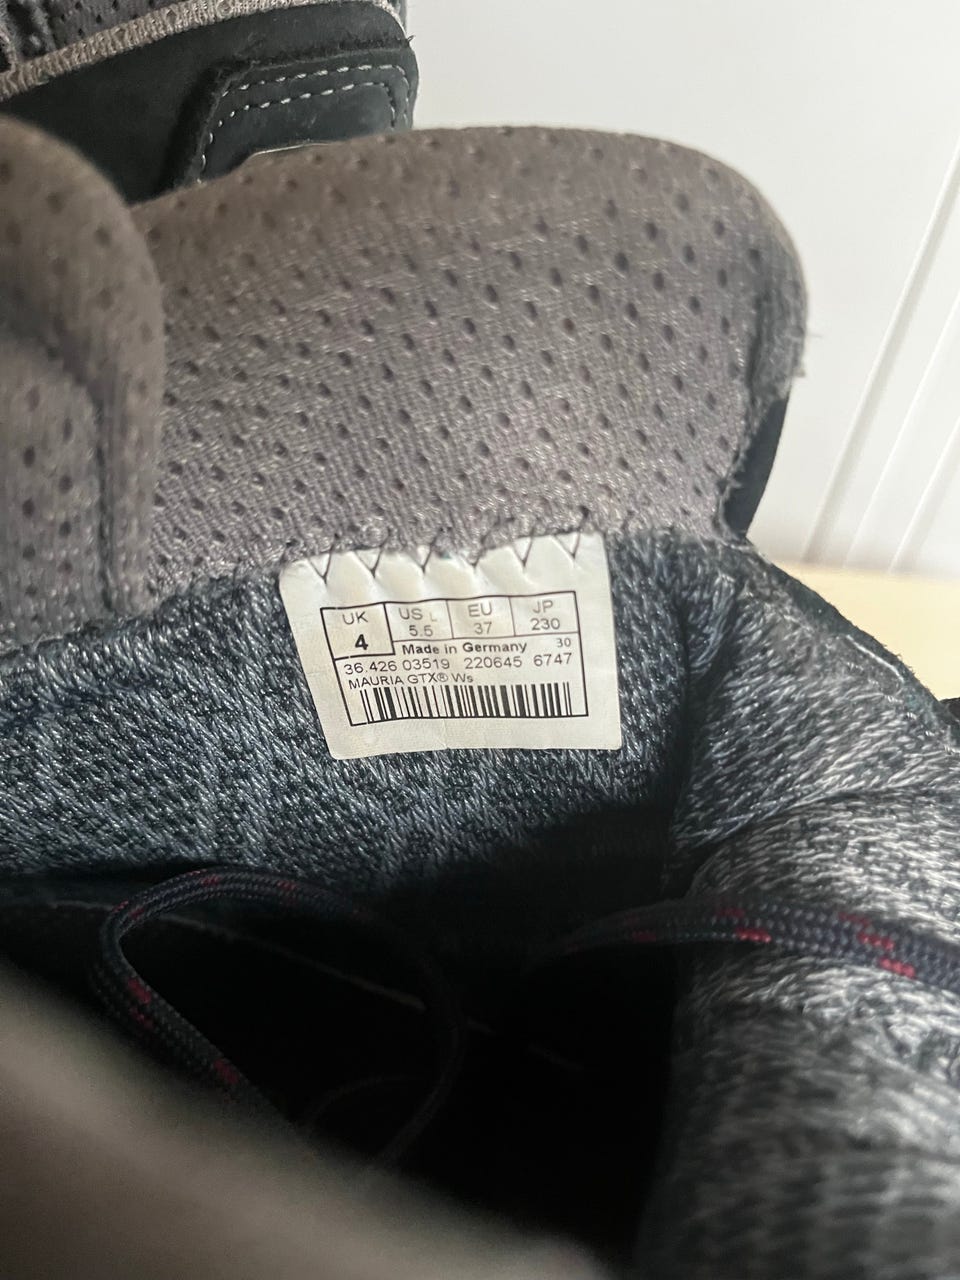 UK US L EU JP
4 5.5 37 230
Made in Germany 30
36.426 03519 220645 6747
MAURIA GTX® Ws